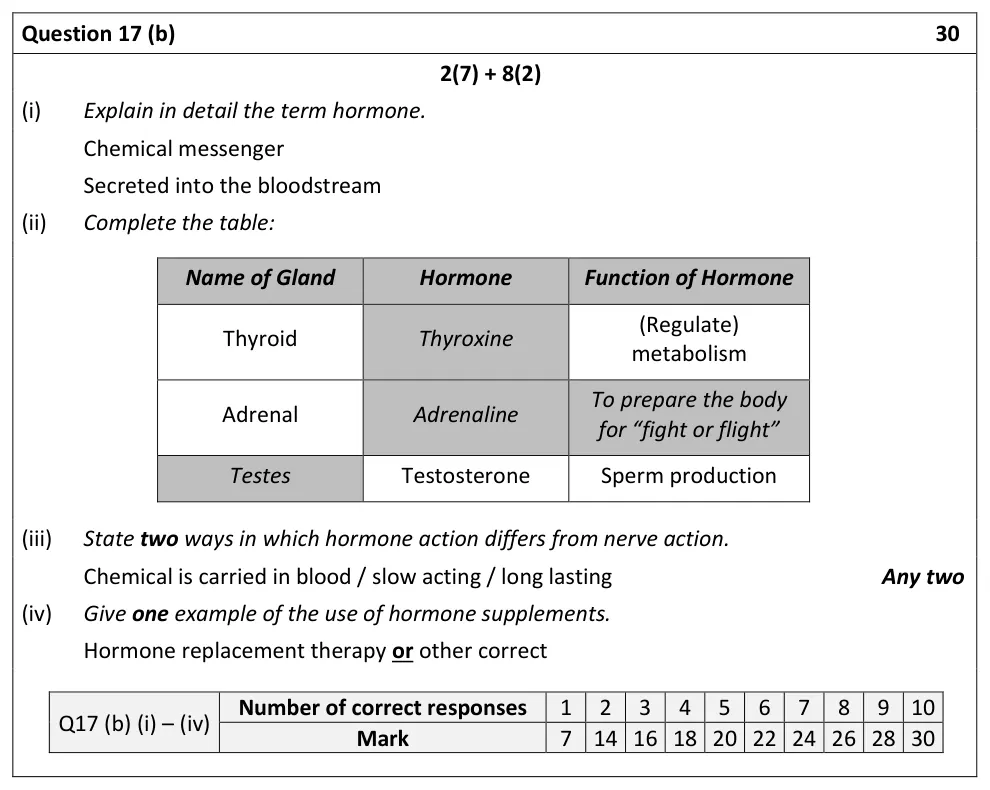 Question 17 (b) 30
2(7) + 8(2)
(i) Explain in detail the term hormone.
Chemical messenger
Secreted into the bloodstream
(ii) Complete the table:
Name of Gland Hormone Function of Hormone
Thyroid Thyroxine (Regulate) metabolism
Adrenal Adrenaline To prepare the body for “fight or flight”
Testes Testosterone Sperm production
(iii) State two ways in which hormone action differs from nerve action.
Chemical is carried in blood / slow acting / long lasting Any two
(iv) Give one example of the use of hormone supplements.
Hormone replacement therapy or other correct
Q17 (b) (i) – (iv)
Number of correct responses 1 2 3 4 5 6 7 8 9 10
Mark 7 14 16 18 20 22 24 26 28 30